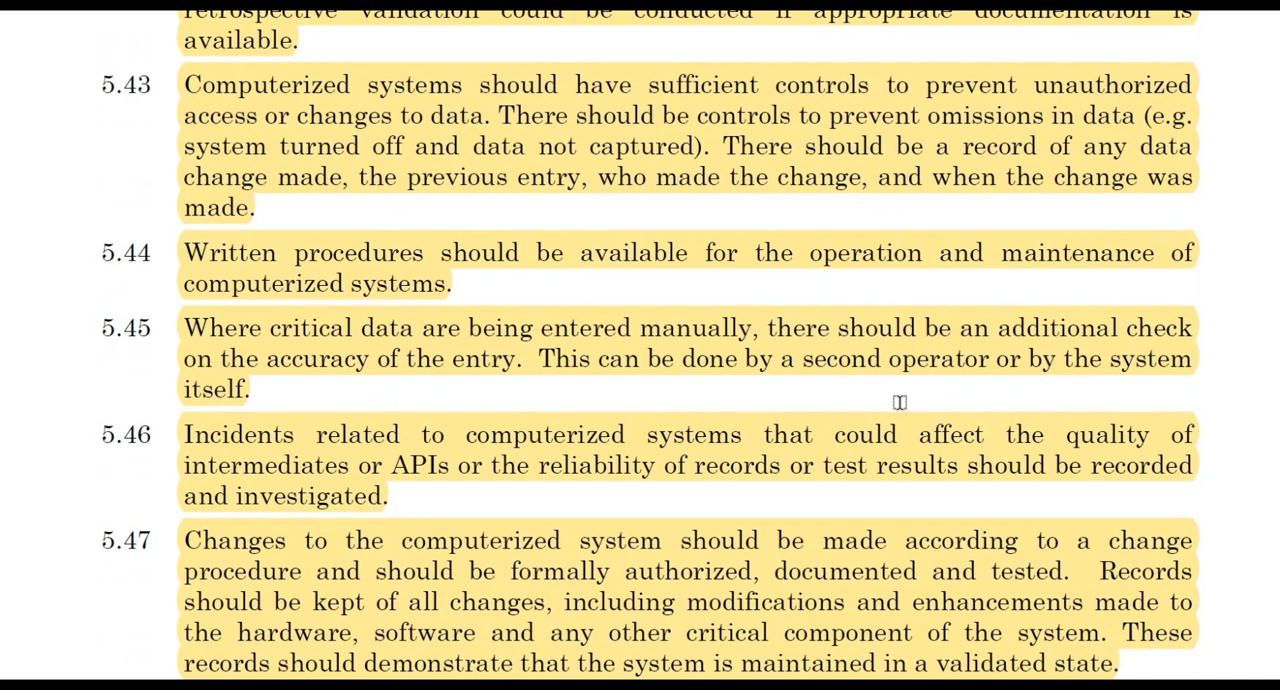 retrospective validation could be conducted if appropriate documentation is
available.
5.43 Computerized systems should have sufficient controls to prevent unauthorized
access or changes to data. There should be controls to prevent omissions in data (e.g.
system turned off and data not captured). There should be a record of any data
change made, the previous entry, who made the change, and when the change was
made.
5.44 Written procedures should be available for the operation and maintenance of
computerized systems.
5.45 Where critical data are being entered manually, there should be an additional check
on the accuracy of the entry.  This can be done by a second operator or by the system
itself.
5.46 Incidents related to computerized systems that could affect the quality of
intermediates or APIs or the reliability of records or test results should be recorded
and investigated.
5.47 Changes to the computerized system should be made according to a change
procedure and should be formally authorized, documented and tested.  Records
should be kept of all changes, including modifications and enhancements made to
the hardware, software and any other critical component of the system. These
records should demonstrate that the system is maintained in a validated state.